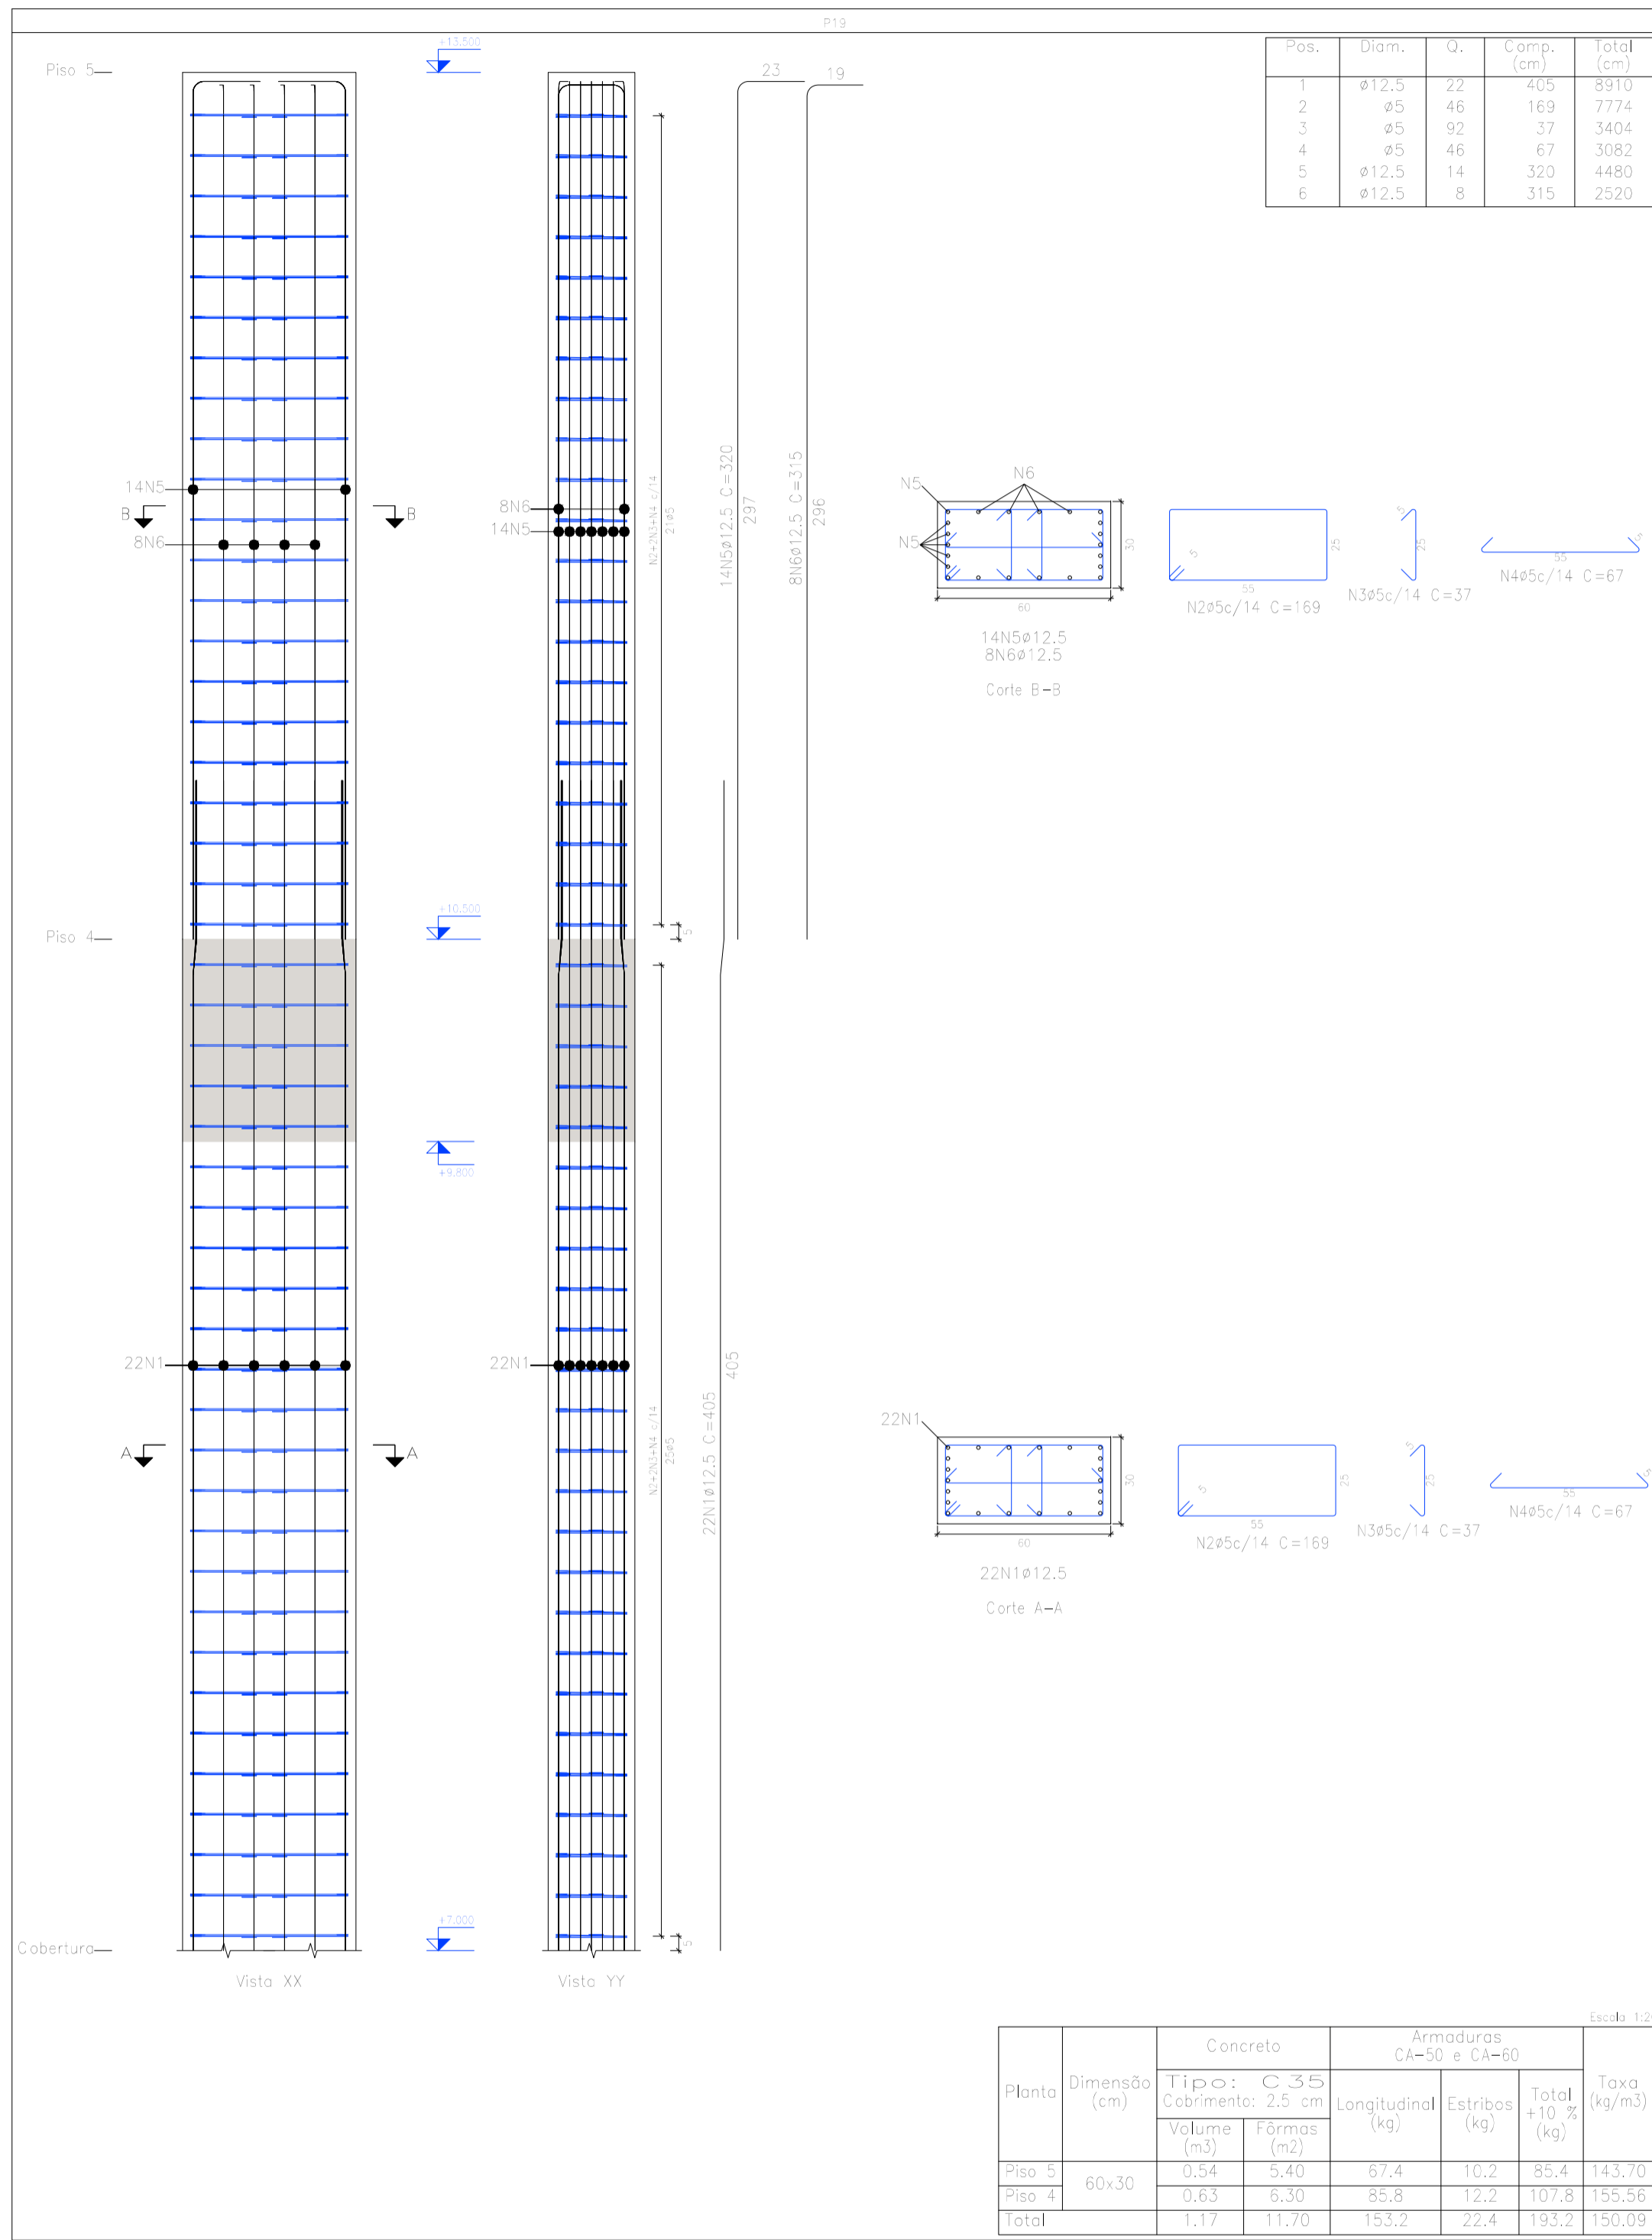 P19
Pos. Diam. Q. Comp. (cm) Total (cm)
1 ø12.5 22 405 8910
2 ø5 46 169 7774
3 ø5 92 37 3404
4 ø5 46 67 3082
5 ø12.5 14 320 4480
6 ø12.5 8 315 2520
Piso 5
+13.500
23
19
14N5
B
B
8N6
8N6
14N5
N2+2N3+N4 c/14
21ø5
14N5ø12.5 C=320
297
8N6ø12.5 C=315
296
N5
N6
N5
30
60
14N5ø12.5
8N6ø12.5
Corte B-B
5
25
55
N2ø5c/14 C=169
5
25
N3ø5c/14 C=37
5
55
N4ø5c/14 C=67
Piso 4
+10.500
5
+9.800
22N1
22N1
A
A
N2+2N3+N4 c/14
25ø5
22N1ø12.5 C=405
405
22N1
30
60
22N1ø12.5
Corte A-A
5
25
55
N2ø5c/14 C=169
5
25
N3ø5c/14 C=37
5
55
N4ø5c/14 C=67
Cobertura
+7.000
5
Vista XX
Vista YY
Escala 1:2
Planta
Dimensão
(cm)
Concreto
Tipo: C35
Cobrimento: 2.5 cm
Volume
(m3)
Fôrmas
(m2)
Armaduras
CA-50 e CA-60
Longitudinal
(kg)
Estribos
(kg)
Total
+10 %
(kg)
Taxa
(kg/m3)
Piso 5 60x30 0.54 5.40 67.4 10.2 85.4 143.70
Piso 4 0.63 6.30 85.8 12.2 107.8 155.56
Total 1.17 11.70 153.2 22.4 193.2 150.09